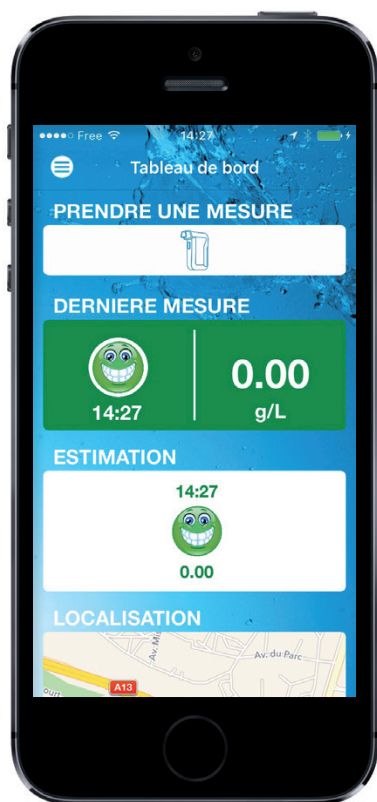 Free
14:27
Tableau de bord
PRENDRE UNE MESURE
DERNIERE MESURE
14:27
0.00
g/L
ESTIMATION
14:27
0.00
LOCALISATION
Av. du Parc
A13